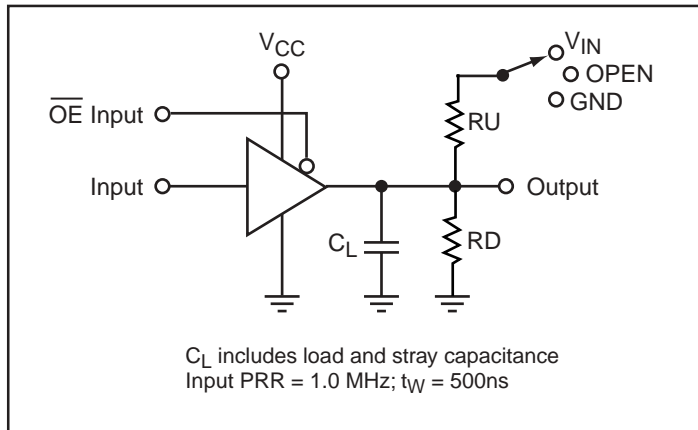 VCC
VIN
OPEN
GND
OE Input
RU
Input
Output
CL
RD
CL includes load and stray capacitance
Input PRR = 1.0 MHz; tW = 500ns